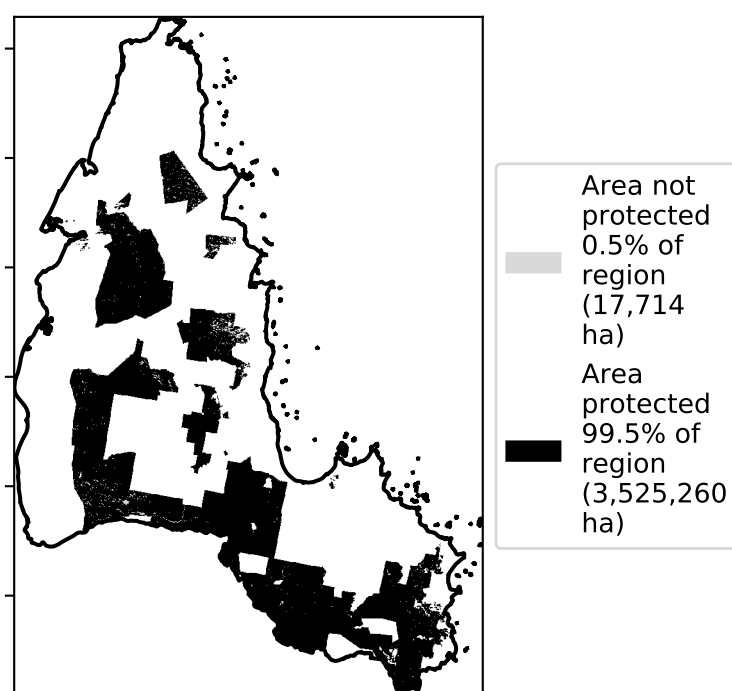 Area not
protected
0.5% of
region
(17,714
ha)
Area
protected
99.5% of
region
(3,525,260
ha)